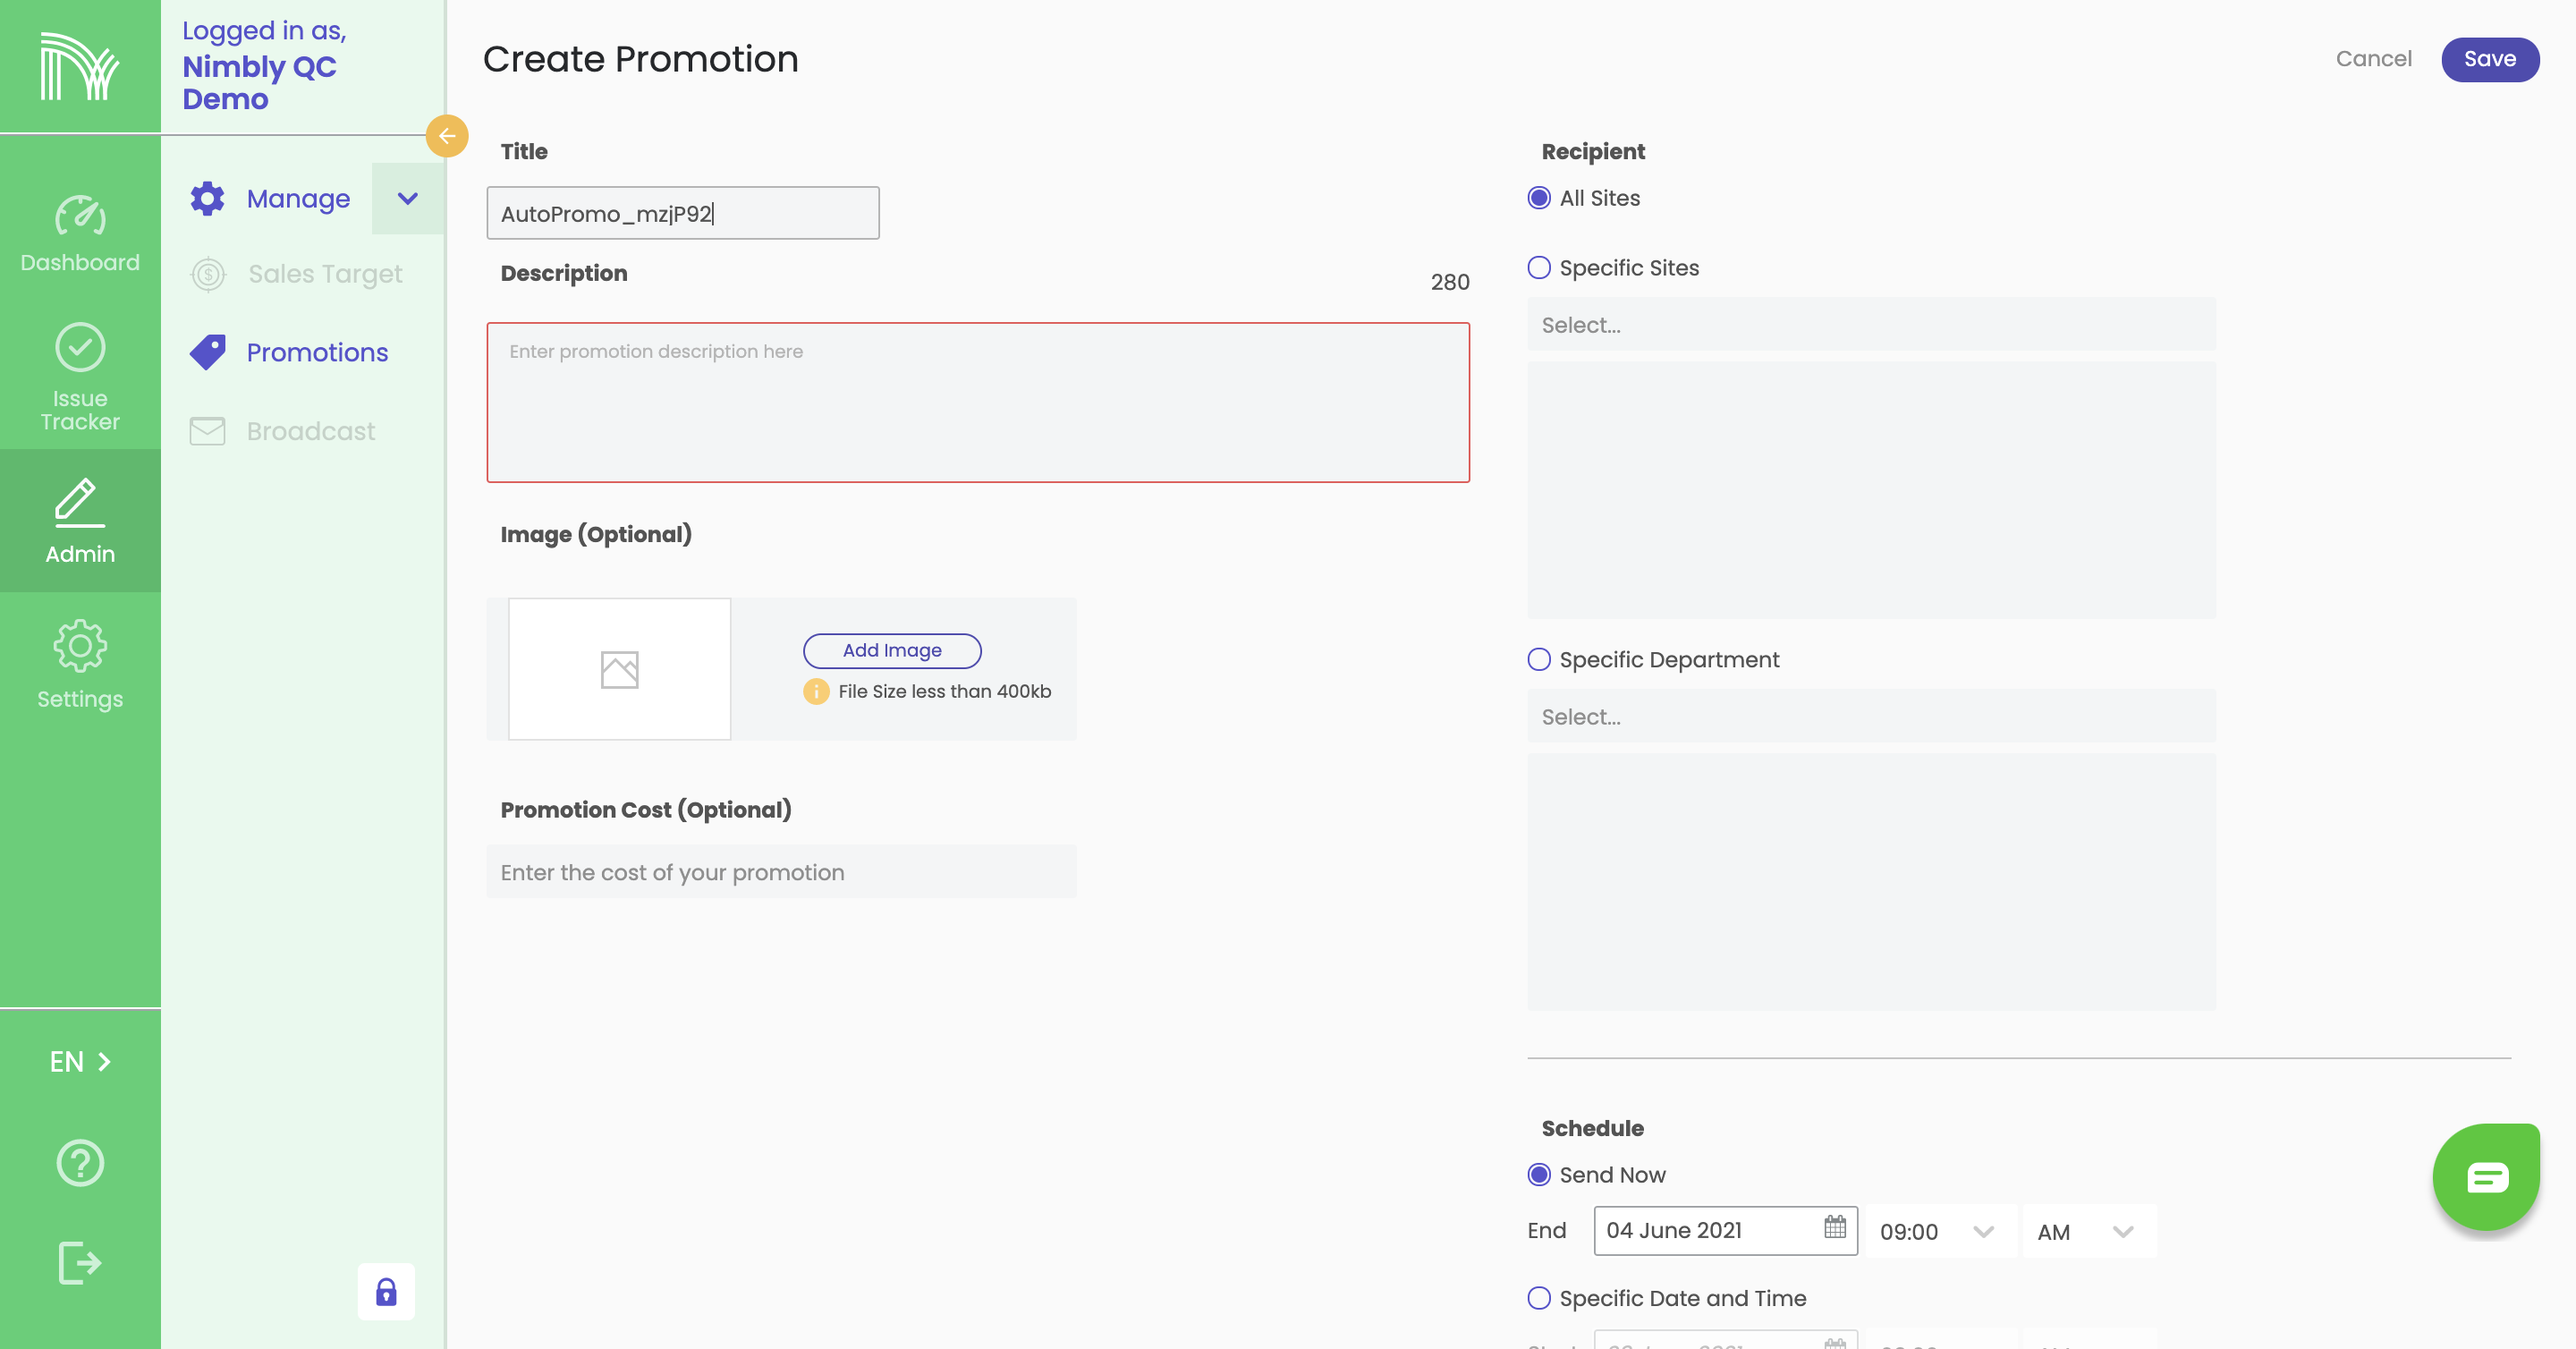 Logged in as,
Nimbly QC
Demo
Dashboard
Issue
Tracker
Admin
Settings
EN
Manage
Sales Target
Promotions
Broadcast
Create Promotion
Cancel
Save
Title
AutoPromo_mzjP92
Description
280
Enter promotion description here
Image (Optional)
Add Image
File Size less than 400kb
Promotion Cost (Optional)
Enter the cost of your promotion
Recipient
All Sites
Specific Sites
Select...
Specific Department
Select...
Schedule
Send Now
End 04 June 2021 09:00 AM
Specific Date and Time